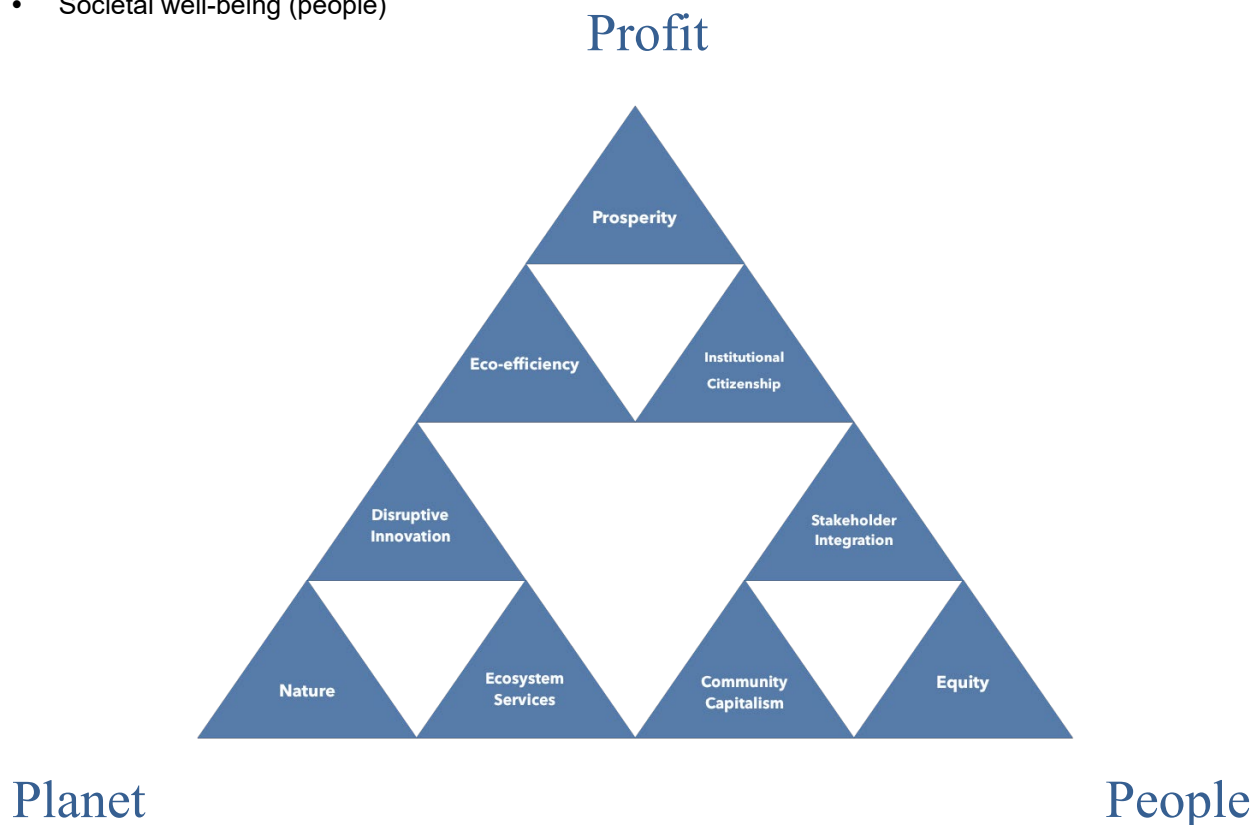 • Societal well-being (people)
Profit
Prosperity
Eco-efficiency
Institutional
Citizenship
Disruptive
Innovation
Stakeholder
Integration
Nature
Ecosystem
Services
Community
Capitalism
Equity
Planet
People